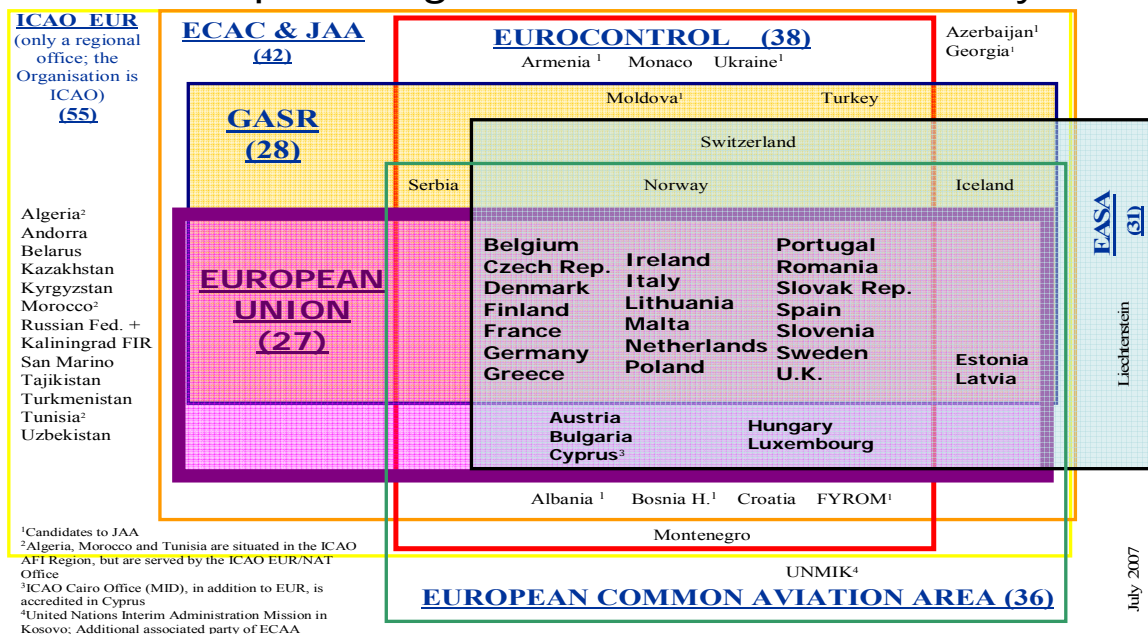 ICAO EUR
(only a regional
office; the
Organisation is
ICAO)
(55)
ECAC & JAA
(42)
EUROCONTROL (38)
Armenia ¹ Monaco Ukraine¹
Azerbaijan¹
Georgia¹
GASR
(28)
Moldova¹ Turkey
Switzerland
Serbia Norway Iceland
EASA
(31)
Liechtenstein
Algeria²
Andorra
Belarus
Kazakhstan
Kyrgyzstan
Morocco²
Russian Fed. +
Kaliningrad FIR
San Marino
Tajikistan
Turkmenistan
Tunisia²
Uzbekistan
EUROPEAN
UNION
(27)
Belgium
Czech Rep.
Denmark
Finland
France
Germany
Greece
Ireland
Italy
Lithuania
Malta
Netherlands
Poland
Portugal
Romania
Slovak Rep.
Spain
Slovenia
Sweden
U.K.
Estonia
Latvia
Austria
Bulgaria
Cyprus³
Hungary
Luxembourg
Albania ¹ Bosnia H.¹ Croatia FYROM¹
Montenegro
UNMIK⁴
EUROPEAN COMMON AVIATION AREA (36)
¹Candidates to JAA
²Algeria, Morocco and Tunisia are situated in the ICAO
AFI Region, but are served by the ICAO EUR/NAT
Office
³ICAO Cairo Office (MID), in addition to EUR, is
accredited in Cyprus
⁴United Nations Interim Administration Mission in
Kosovo; Additional associated party of ECAA
July 2007